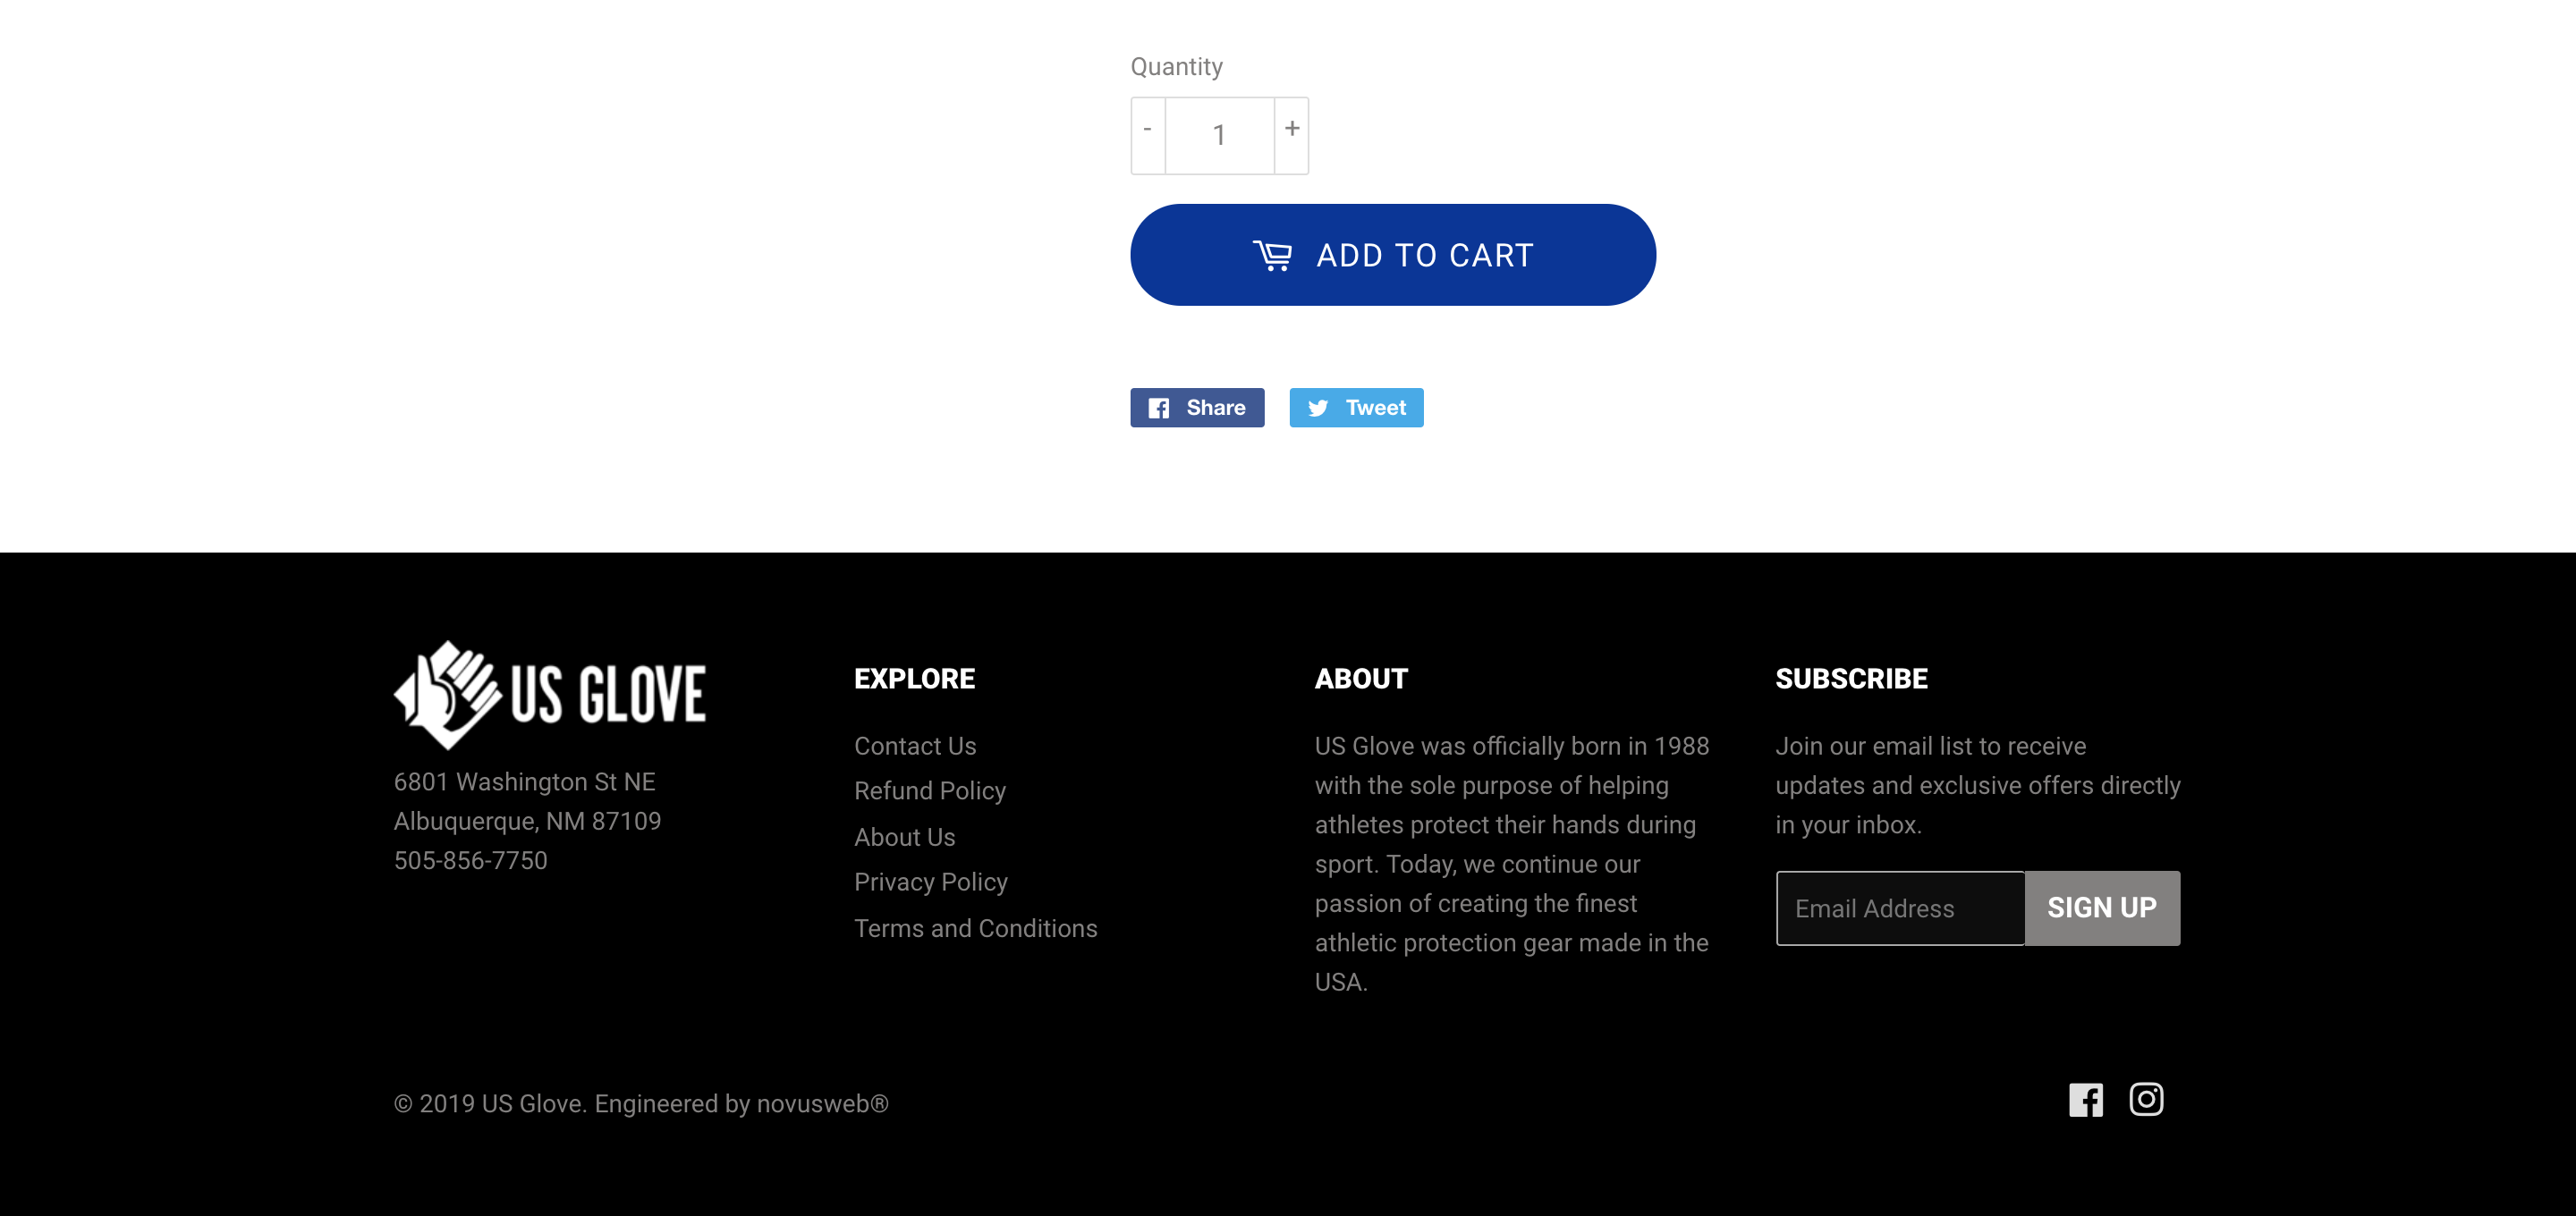 Quantity
- 1 +
ADD TO CART
Share
Tweet
US GLOVE
6801 Washington St NE
Albuquerque, NM 87109
505-856-7750
EXPLORE
Contact Us
Refund Policy
About Us
Privacy Policy
Terms and Conditions
ABOUT
US Glove was officially born in 1988
with the sole purpose of helping
athletes protect their hands during
sport. Today, we continue our
passion of creating the finest
athletic protection gear made in the
USA.
SUBSCRIBE
Join our email list to receive
updates and exclusive offers directly
in your inbox.
Email Address
SIGN UP
© 2019 US Glove. Engineered by novusweb®